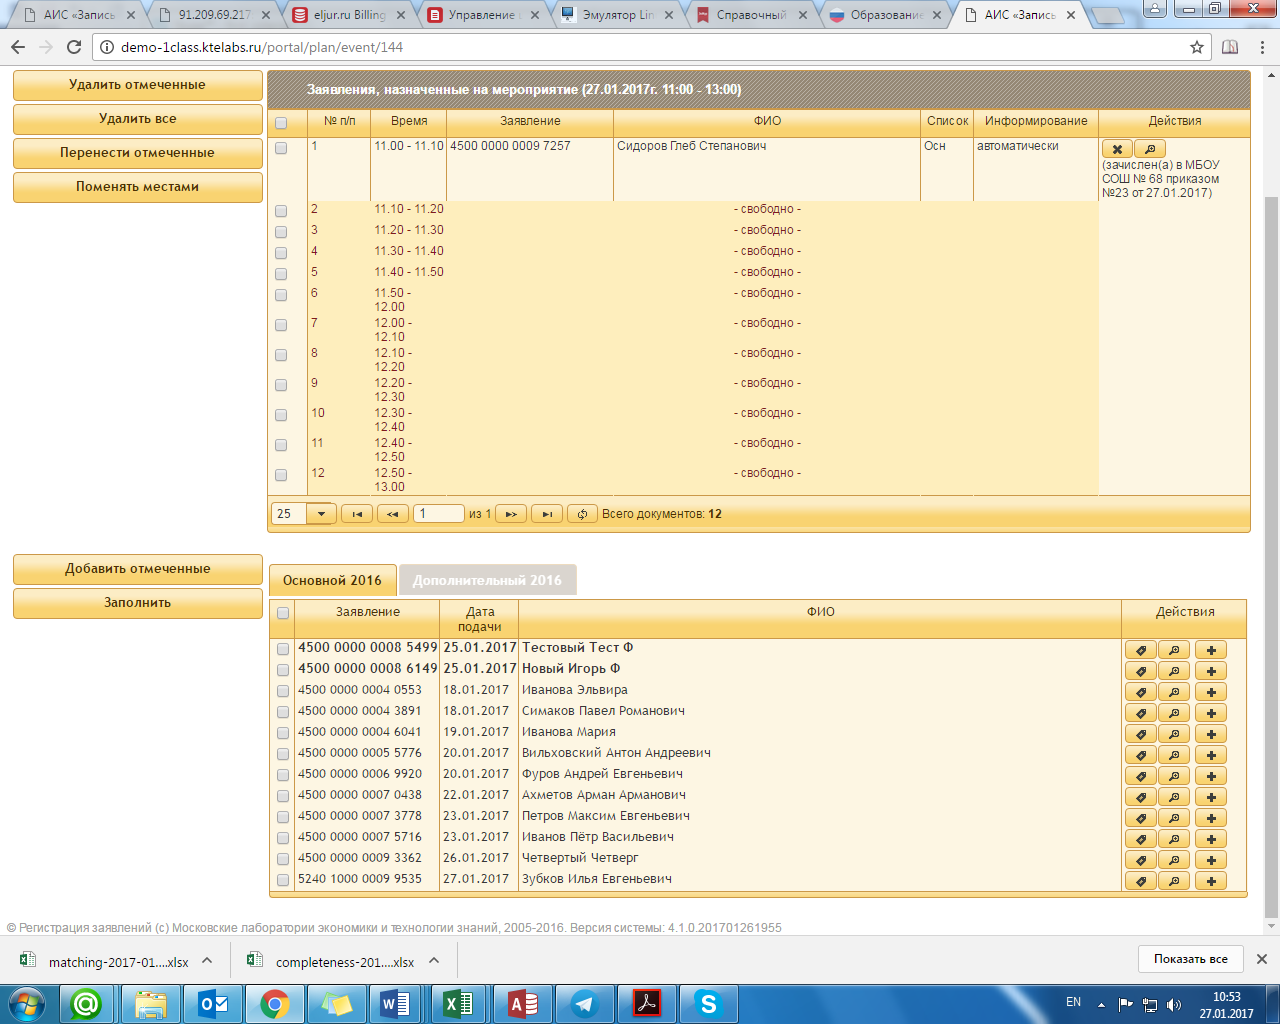 АИС «Запись
91.209.69.217
eljur.ru Billing
Управление
Эмулятор Lin
Справочный
Образование
АИС «Запись
demo-1class.ktelabs.ru/portal/plan/event/144
Удалить отмеченные
Удалить все
Перенести отмеченные
Поменять местами
Заявления, назначенные на мероприятие (27.01.2017г. 11:00 - 13:00)
№ п/п Время Заявление ФИО Список Информирование Действия
1 11.00 - 11.10 4500 0000 0009 7257 Сидоров Глеб Степанович Осн автоматически
(зачислен(а) в МБОУ
СОШ № 68 приказом
№23 от 27.01.2017)
2 11.10 - 11.20 - свободно -
3 11.20 - 11.30 - свободно -
4 11.30 - 11.40 - свободно -
5 11.40 - 11.50 - свободно -
6 11.50 - - свободно -
12.00
7 12.00 - - свободно -
12.10
8 12.10 - - свободно -
12.20
9 12.20 - - свободно -
12.30
10 12.30 - - свободно -
12.40
11 12.40 - - свободно -
12.50
12 12.50 - - свободно -
13.00
25 1 из 1 Всего документов: 12
Добавить отмеченные
Заполнить
Основной 2016 Дополнительный 2016
Заявление Дата ФИО Действия
подачи
4500 0000 0008 5499 25.01.2017 Тестовый Тест Ф
4500 0000 0008 6149 25.01.2017 Новый Игорь Ф
4500 0000 0004 0553 18.01.2017 Иванова Эльвира
4500 0000 0004 3891 18.01.2017 Симаков Павел Романович
4500 0000 0004 6041 19.01.2017 Иванова Мария
4500 0000 0005 5776 20.01.2017 Вильховский Антон Андреевич
4500 0000 0006 9920 20.01.2017 Фуров Андрей Евгеньевич
4500 0000 0007 0438 22.01.2017 Ахметов Арман Арманович
4500 0000 0007 3778 23.01.2017 Петров Максим Евгеньевич
4500 0000 0007 5716 23.01.2017 Иванов Пётр Васильевич
4500 0000 0009 3362 26.01.2017 Четвертый Четверг
5240 1000 0009 9535 27.01.2017 Зубков Илья Евгеньевич
© Регистрация заявлений (с) Московские лаборатории экономики и технологии знаний, 2005-2016. Версия системы: 4.1.0.201701261955
matching-2017-01....xlsx
completeness-201....xlsx
Показать все
EN
10:53
27.01.2017